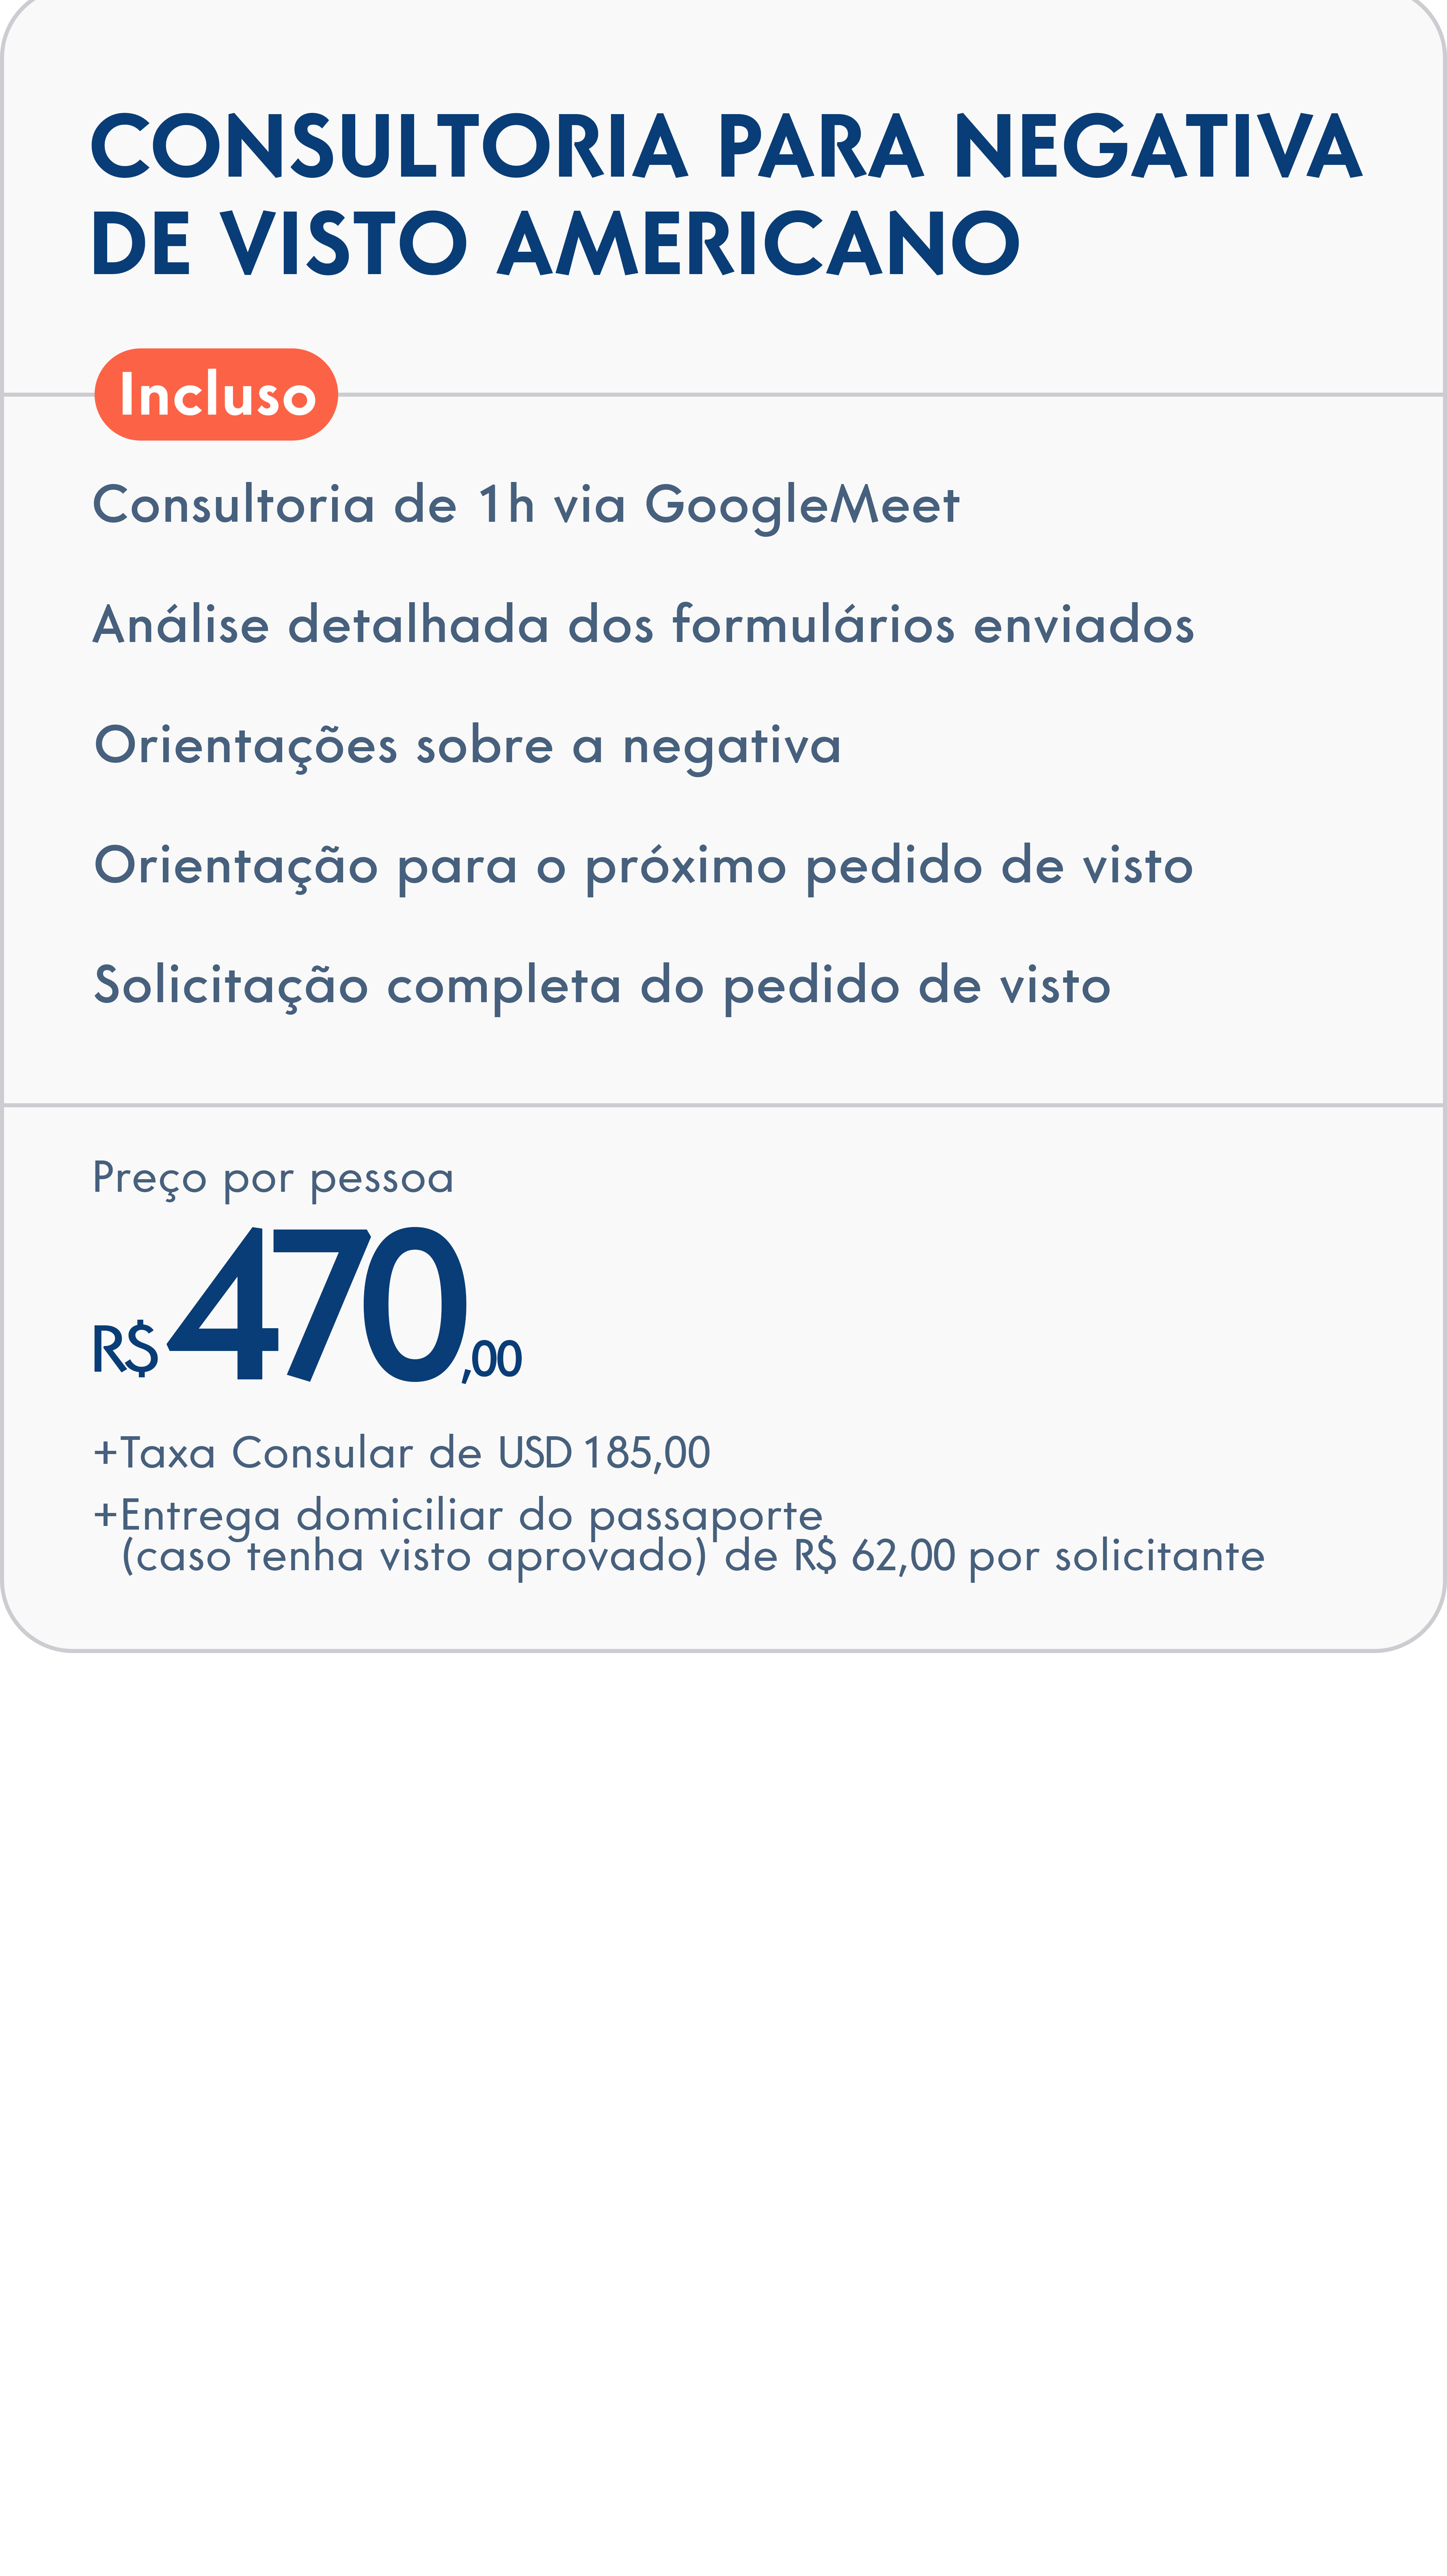 CONSULTORIA PARA NEGATIVA
DE VISTO AMERICANO
Incluso
Consultoria de 1h via GoogleMeet
Análise detalhada dos formulários enviados
Orientações sobre a negativa
Orientação para o próximo pedido de visto
Solicitação completa do pedido de visto
Preço por pessoa
R$ 470,00
+Taxa Consular de USD 185,00
+Entrega domiciliar do passaporte
(caso tenha visto aprovado) de R$ 62,00 por solicitante